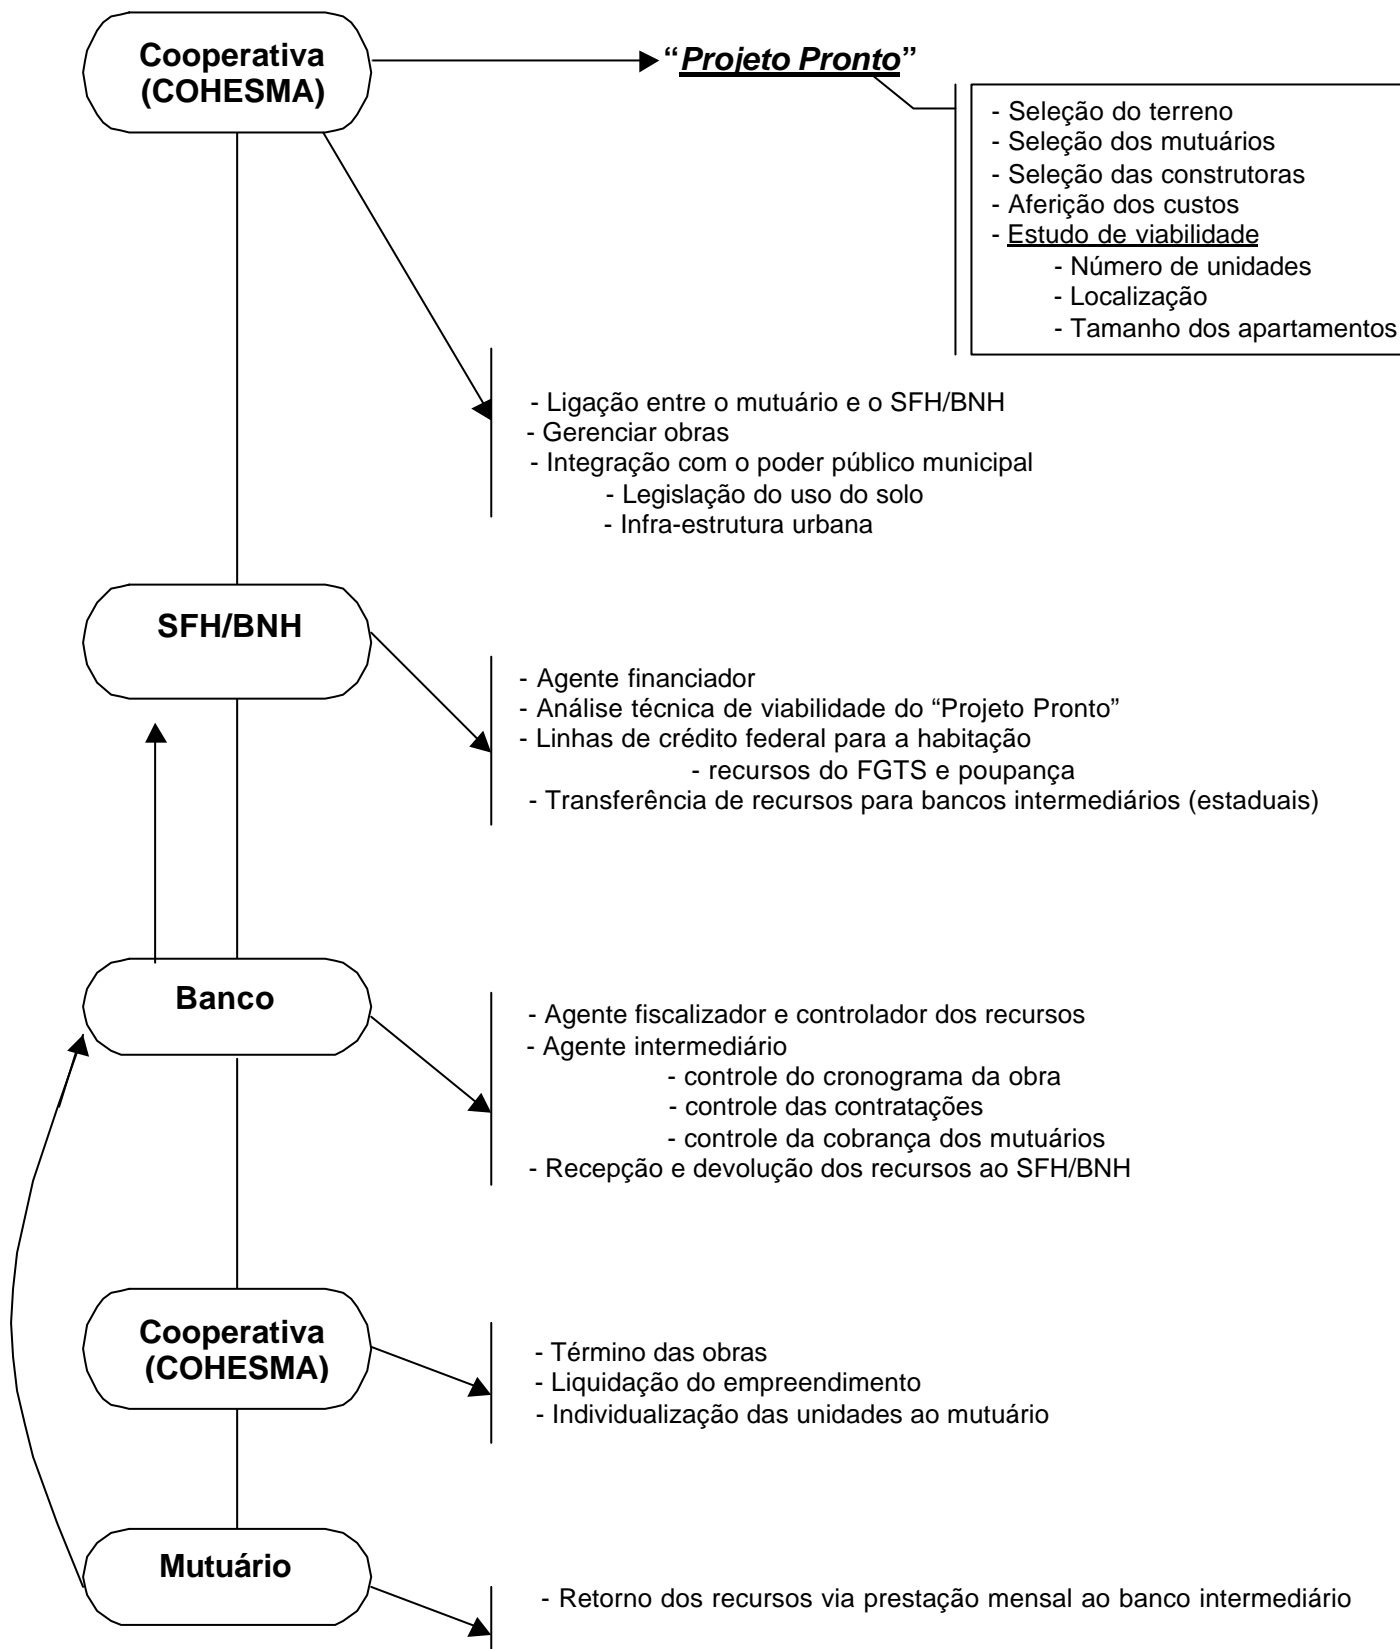 Cooperativa
(COHESMA)
“Projeto Pronto”
- Seleção do terreno
- Seleção dos mutuários
- Seleção das construtoras
- Aferição dos custos
- Estudo de viabilidade
- Número de unidades
- Localização
- Tamanho dos apartamentos
- Ligação entre o mutuário e o SFH/BNH
- Gerenciar obras
- Integração com o poder público municipal
- Legislação do uso do solo
- Infra-estrutura urbana
SFH/BNH
- Agente financiador
- Análise técnica de viabilidade do “Projeto Pronto”
- Linhas de crédito federal para a habitação
- recursos do FGTS e poupança
- Transferência de recursos para bancos intermediários (estaduais)
Banco
- Agente fiscalizador e controlador dos recursos
- Agente intermediário
- controle do cronograma da obra
- controle das contratações
- controle da cobrança dos mutuários
- Recepção e devolução dos recursos ao SFH/BNH
Cooperativa
(COHESMA)
- Término das obras
- Liquidação do empreendimento
- Individualização das unidades ao mutuário
Mutuário
- Retorno dos recursos via prestação mensal ao banco intermediário